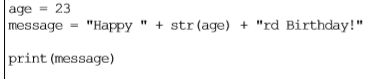 age = 23
message = "Happy " + str(age) + "rd Birthday!"
print(message)